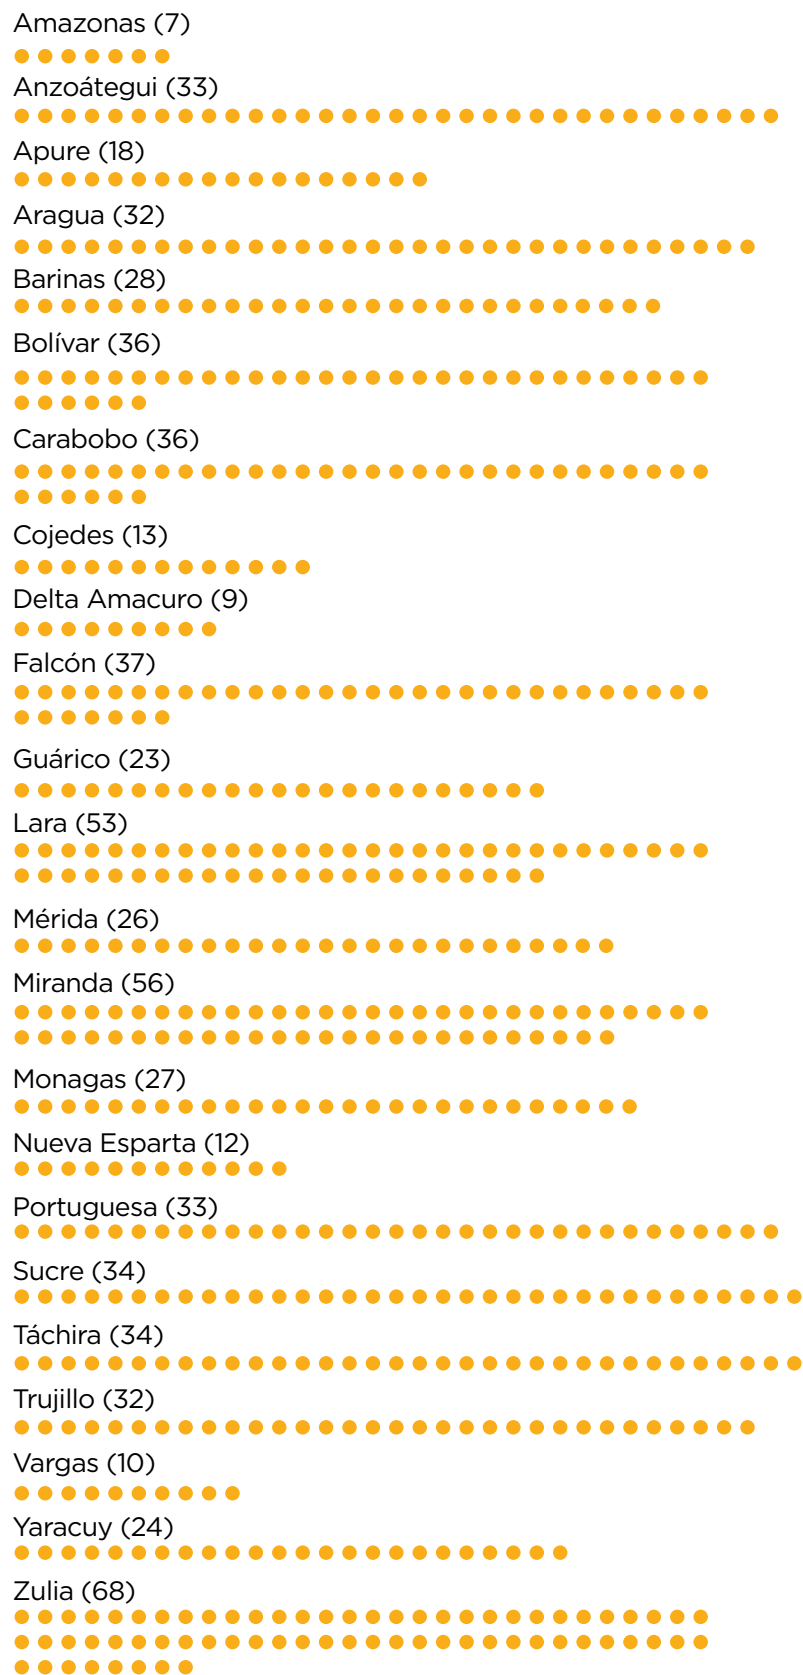 Amazonas (7)
Anzoátegui (33)
Apure (18)
Aragua (32)
Barinas (28)
Bolívar (36)
Carabobo (36)
Cojedes (13)
Delta Amacuro (9)
Falcón (37)
Guárico (23)
Lara (53)
Mérida (26)
Miranda (56)
Monagas (27)
Nueva Esparta (12)
Portuguesa (33)
Sucre (34)
Táchira (34)
Trujillo (32)
Vargas (10)
Yaracuy (24)
Zulia (68)